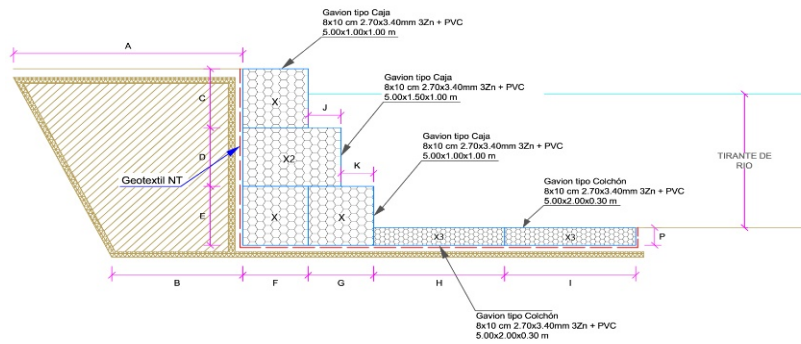 Gavion tipo Caja
8x10 cm 2.70x3.40mm 3Zn + PVC
5.00x1.00x1.00 m
A
Gavion tipo Caja
8x10 cm 2.70x3.40mm 3Zn + PVC
5.00x1.50x1.00 m
C
X
J
Gavion tipo Caja
8x10 cm 2.70x3.40mm 3Zn + PVC
5.00x1.00x1.00 m
D
X2
K
TIRANTE DE
RIO
Geotextil NT
Gavion tipo Colchón
8x10 cm 2.70x3.40mm 3Zn + PVC
5.00x2.00x0.30 m
E
X
X
X3
X3
P
B
F
G
H
I
Gavion tipo Colchón
8x10 cm 2.70x3.40mm 3Zn + PVC
5.00x2.00x0.30 m